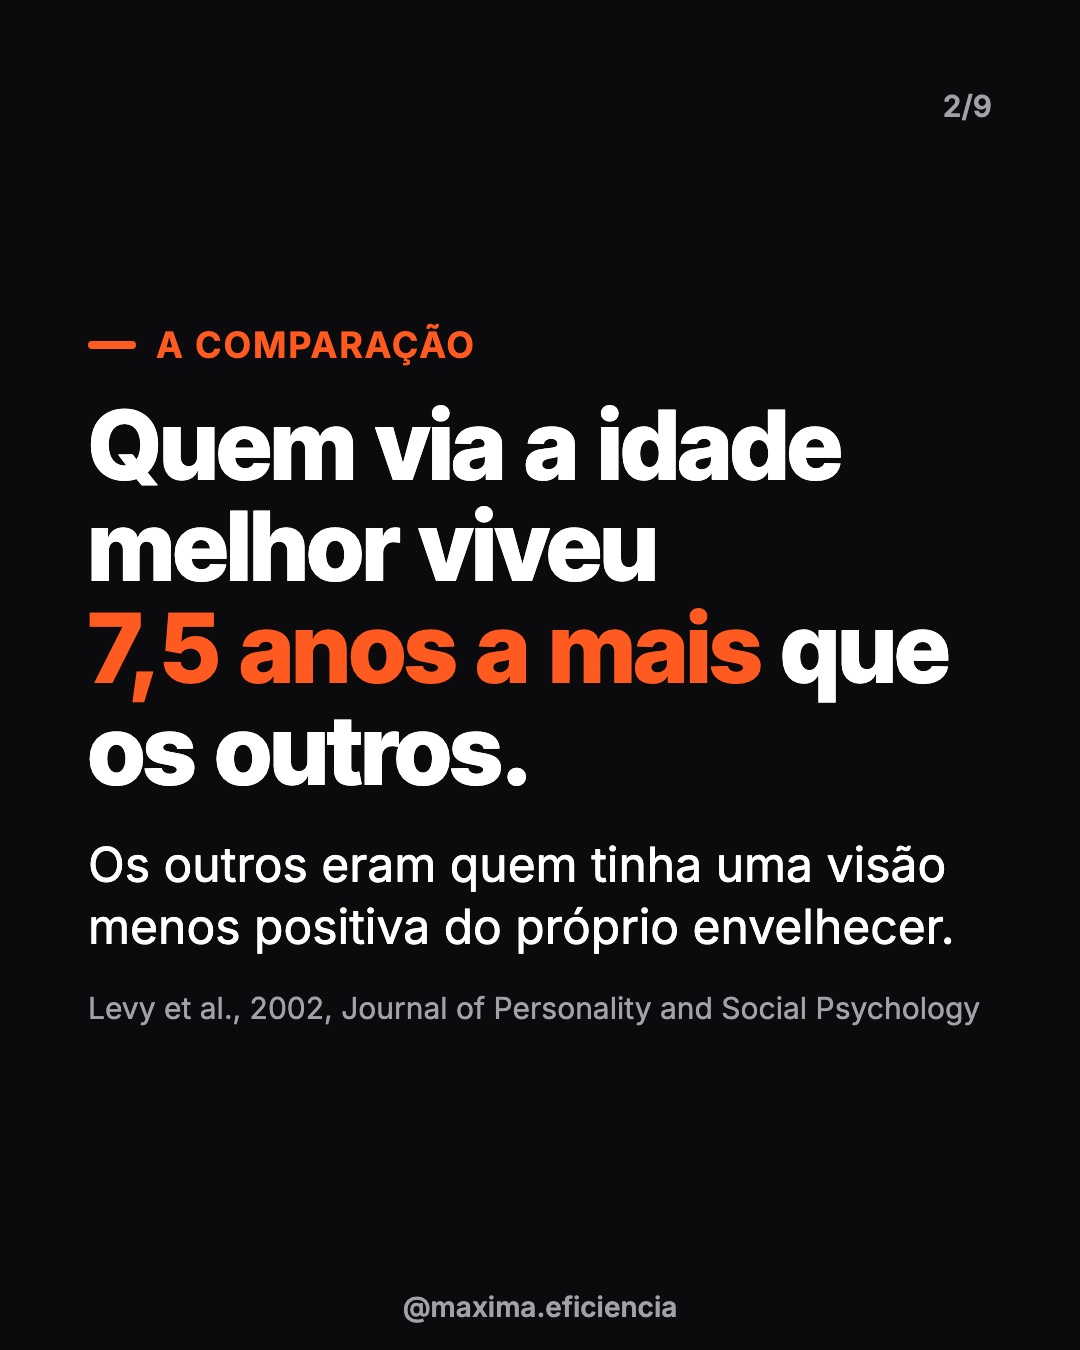 2/9
A COMPARAÇÃO
Quem via a idade
melhor viveu
7,5 anos a mais que
os outros.
Os outros eram quem tinha uma visão
menos positiva do próprio envelhecer.
Levy et al., 2002, Journal of Personality and Social Psychology
@maxima.eficiencia